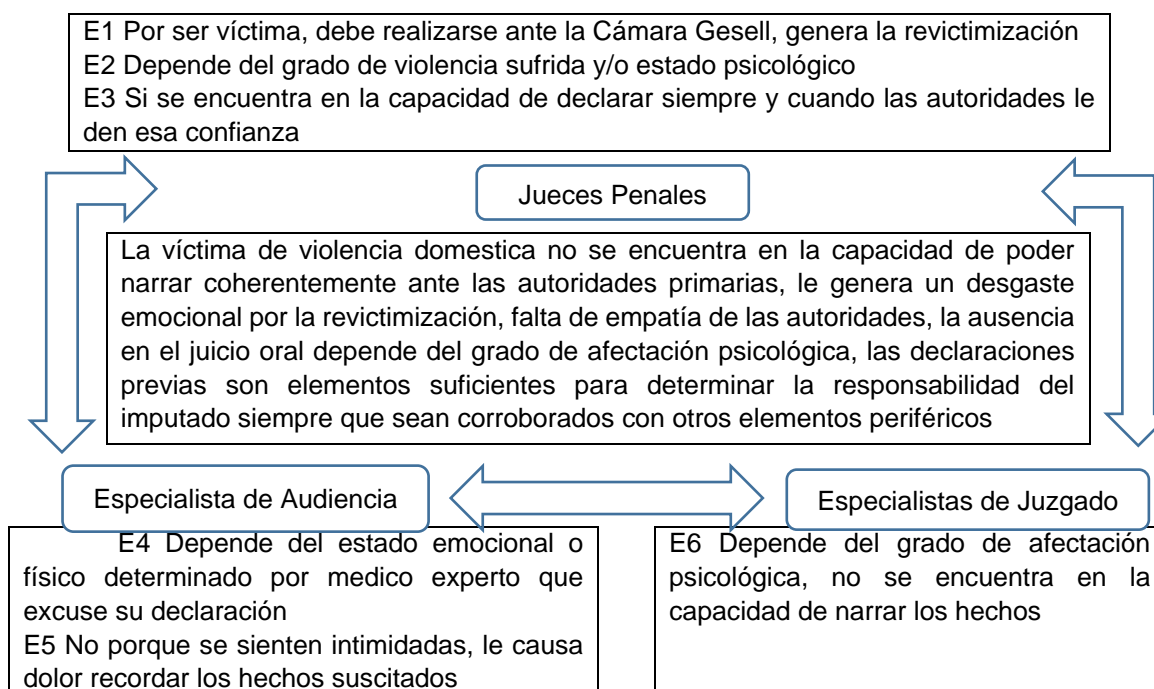 E1 Por ser víctima, debe realizarse ante la Cámara Gesell, genera la revictimización
E2 Depende del grado de violencia sufrida y/o estado psicológico
E3 Si se encuentra en la capacidad de declarar siempre y cuando las autoridades le
den esa confianza
Jueces Penales
La víctima de violencia domestica no se encuentra en la capacidad de poder
narrar coherentemente ante las autoridades primarias, le genera un desgaste
emocional por la revictimización, falta de empatía de las autoridades, la ausencia
en el juicio oral depende del grado de afectación psicológica, las declaraciones
previas son elementos suficientes para determinar la responsabilidad del
imputado siempre que sean corroborados con otros elementos periféricos
Especialista de Audiencia
E4 Depende del estado emocional o
físico determinado por medico experto que
excuse su declaración
E5 No porque se sienten intimidadas, le causa
dolor recordar los hechos suscitados
Especialistas de Juzgado
E6 Depende del grado de afectación
psicológica, no se encuentra en la
capacidad de narrar los hechos